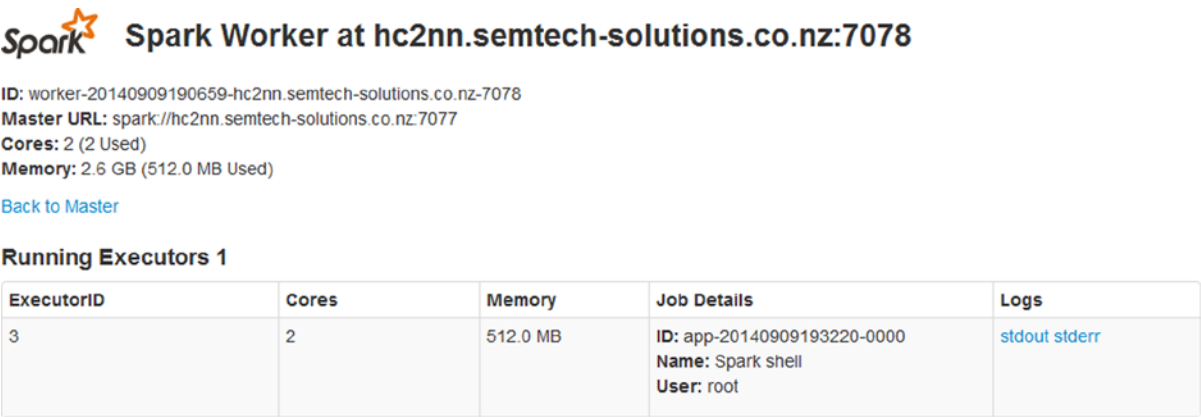 Spark Spark Worker at hc2nn.semtech-solutions.co.nz:7078
ID: worker-20140909190659-hc2nn.semtech-solutions.co.nz-7078
Master URL: spark://hc2nn.semtech-solutions.co.nz:7077
Cores: 2 (2 Used)
Memory: 2.6 GB (512.0 MB Used)
Back to Master
Running Executors 1
ExecutorID Cores Memory Job Details Logs
3 2 512.0 MB ID: app-20140909193220-0000 stdout stderr
Name: Spark shell
User: root